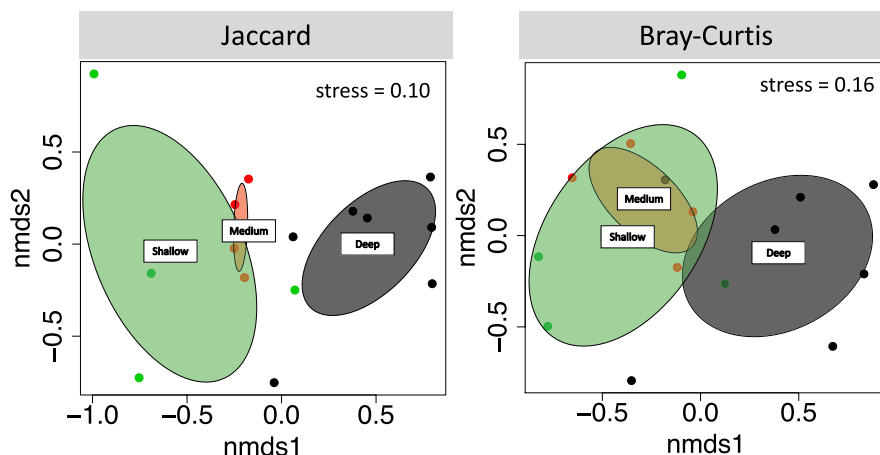 Jaccard
stress = 0.10
Shallow
Medium
Deep
nmds2
0.5
0.0
−0.5
−1.0
−0.5
0.0
0.5
nmds1
Bray-Curtis
stress = 0.16
Medium
Shallow
Deep
nmds2
0.5
0.0
−0.5
−0.5
0.0
0.5
nmds1